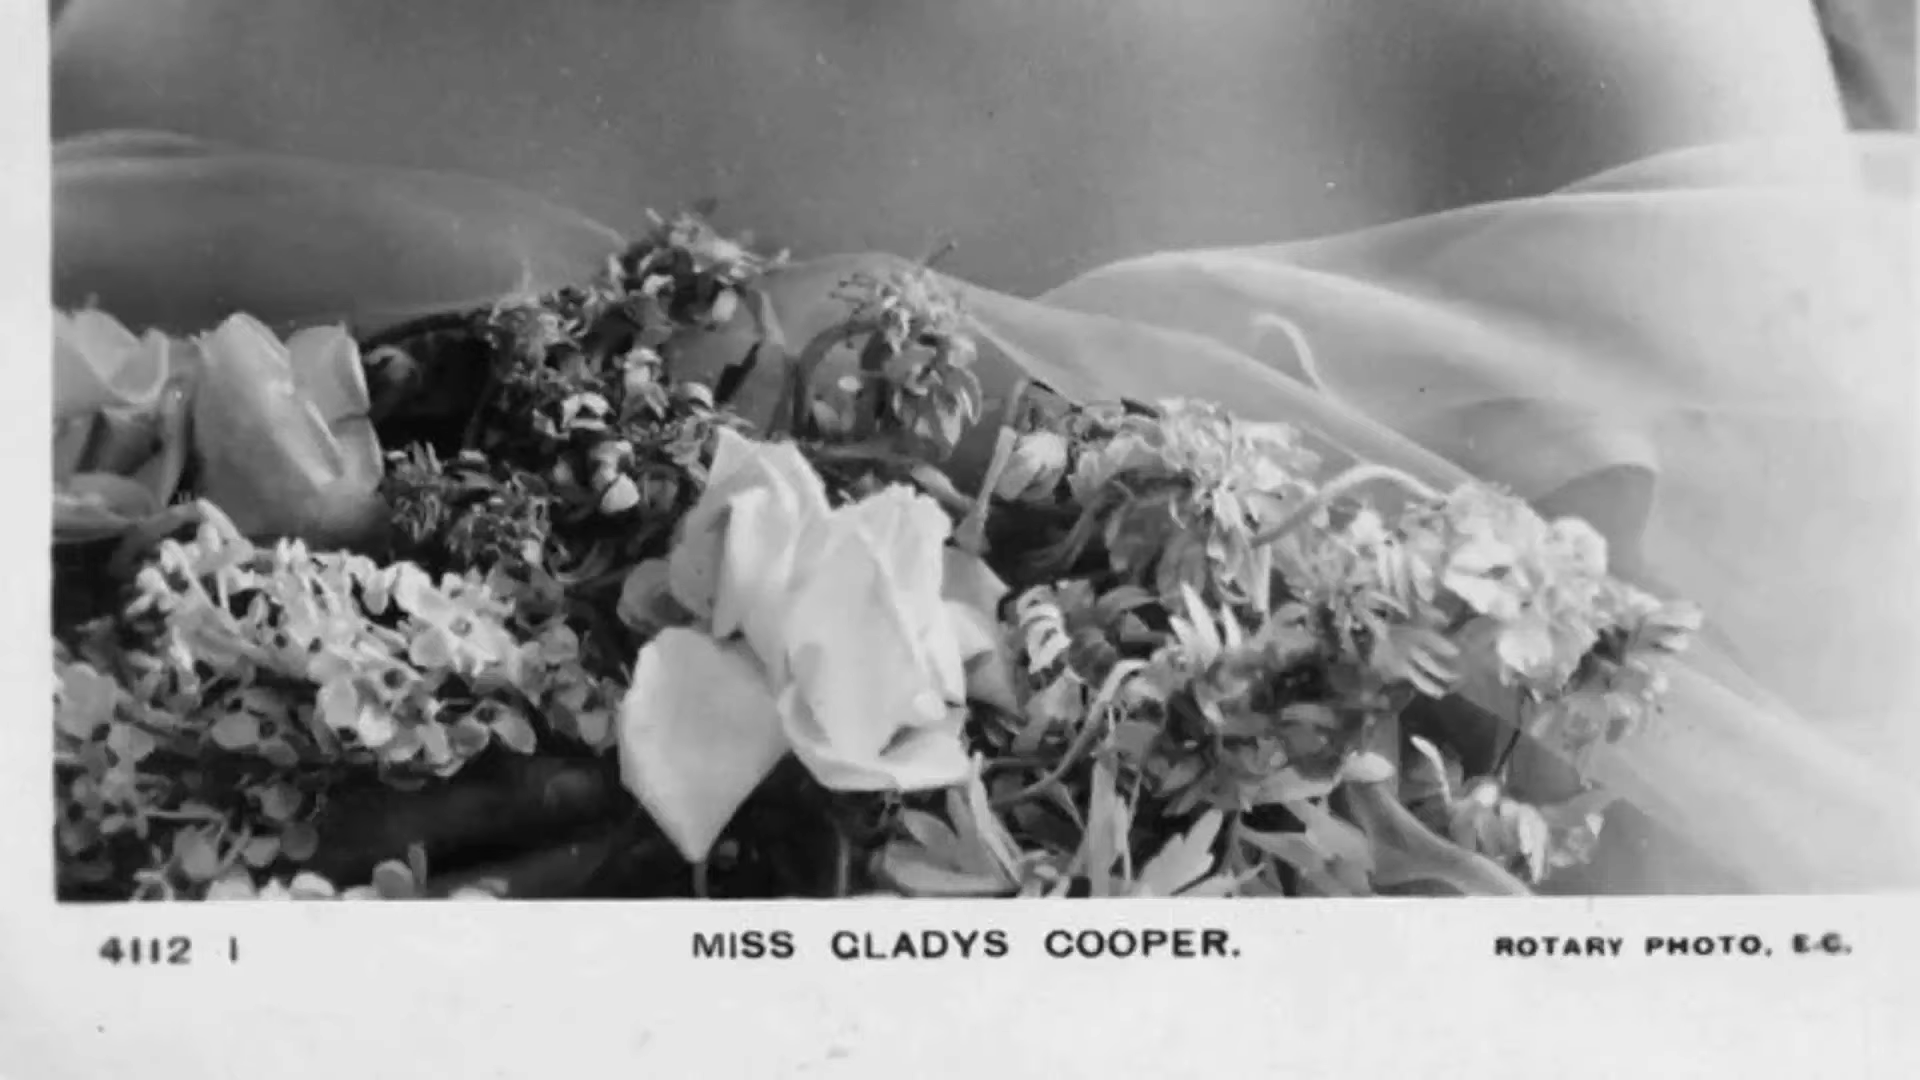 4112 I
MISS GLADYS COOPER.
ROTARY PHOTO, E.C.